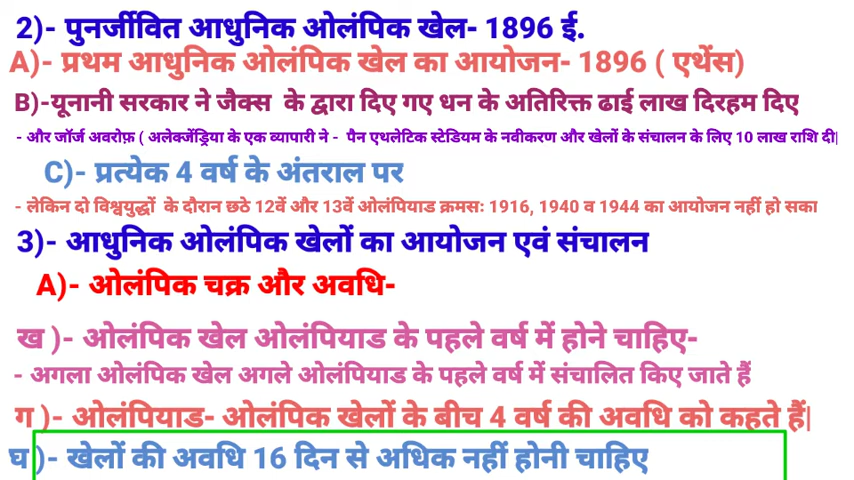 2)- पुनर्जीवित आधुनिक ओलंपिक खेल- 1896 ई.
A)- प्रथम आधुनिक ओलंपिक खेल का आयोजन- 1896 ( एथेंस)
B)-यूनानी सरकार ने जैक्स के द्वारा दिए गए धन के अतिरिक्त ढाई लाख दिरहम दिए
- और जॉर्ज अवरोफ़ ( अलेक्जेंड्रिया के एक व्यापारी ने - पैन एथलेटिक स्टेडियम के नवीकरण और खेलों के संचालन के लिए 10 लाख राशि दी|
C)- प्रत्येक 4 वर्ष के अंतराल पर
- लेकिन दो विश्वयुद्धों के दौरान छठे 12वें और 13वें ओलंपियाड क्रमसः 1916, 1940 व 1944 का आयोजन नहीं हो सका
3)- आधुनिक ओलंपिक खेलों का आयोजन एवं संचालन
A)- ओलंपिक चक्र और अवधि-
ख )- ओलंपिक खेल ओलंपियाड के पहले वर्ष में होने चाहिए-
- अगला ओलंपिक खेल अगले ओलंपियाड के पहले वर्ष में संचालित किए जाते हैं
ग )- ओलंपियाड- ओलंपिक खेलों के बीच 4 वर्ष की अवधि को कहते हैं|
घ )- खेलों की अवधि 16 दिन से अधिक नहीं होनी चाहिए